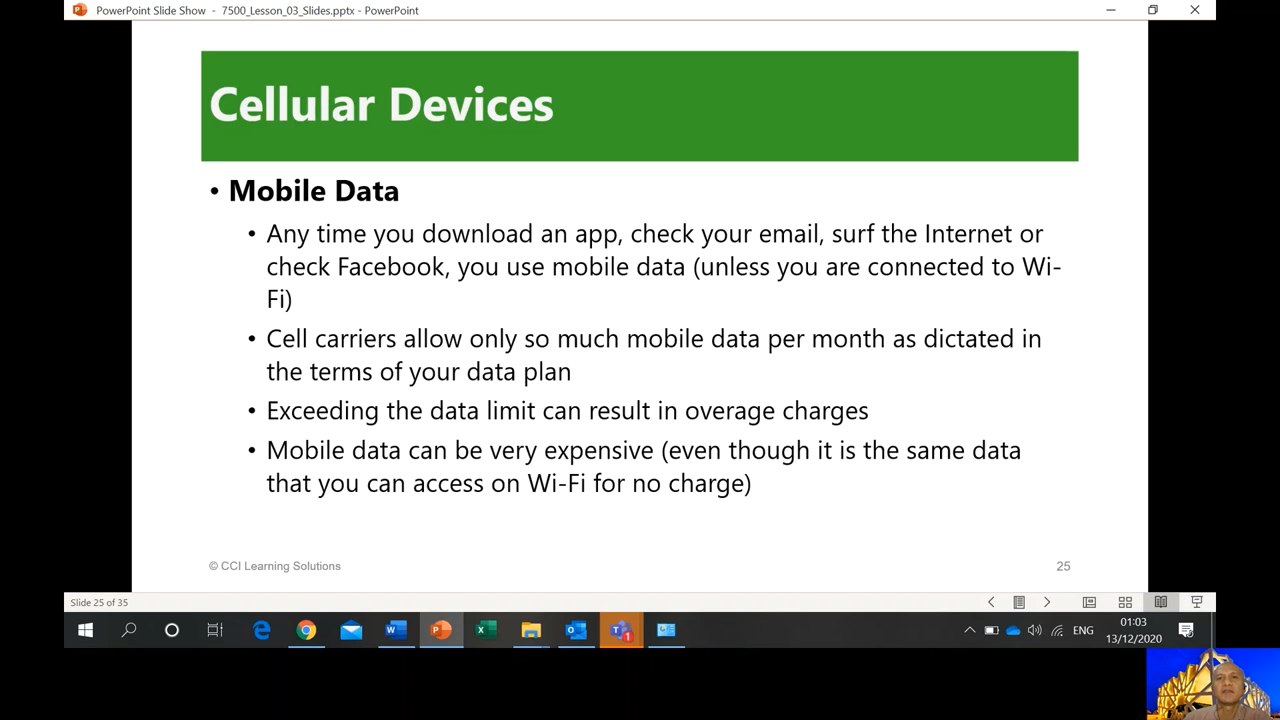 PowerPoint Slide Show - 7500_Lesson_03_Slides.pptx - PowerPoint
Cellular Devices
• Mobile Data
• Any time you download an app, check your email, surf the Internet or
check Facebook, you use mobile data (unless you are connected to Wi-
Fi)
• Cell carriers allow only so much mobile data per month as dictated in
the terms of your data plan
• Exceeding the data limit can result in overage charges
• Mobile data can be very expensive (even though it is the same data
that you can access on Wi-Fi for no charge)
© CCI Learning Solutions
25
Slide 25 of 35
ENG
01:03
13/12/2020